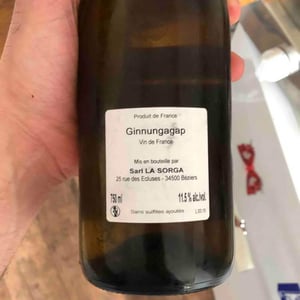 Produit de France
Ginnungagap
Vin de France
Mis en bouteille par
Sarl LA SORGA
25 rue des Ecluses - 34500 Béziers
750 ml 11.5 % alc./vol.
Sans sulfites ajoutés